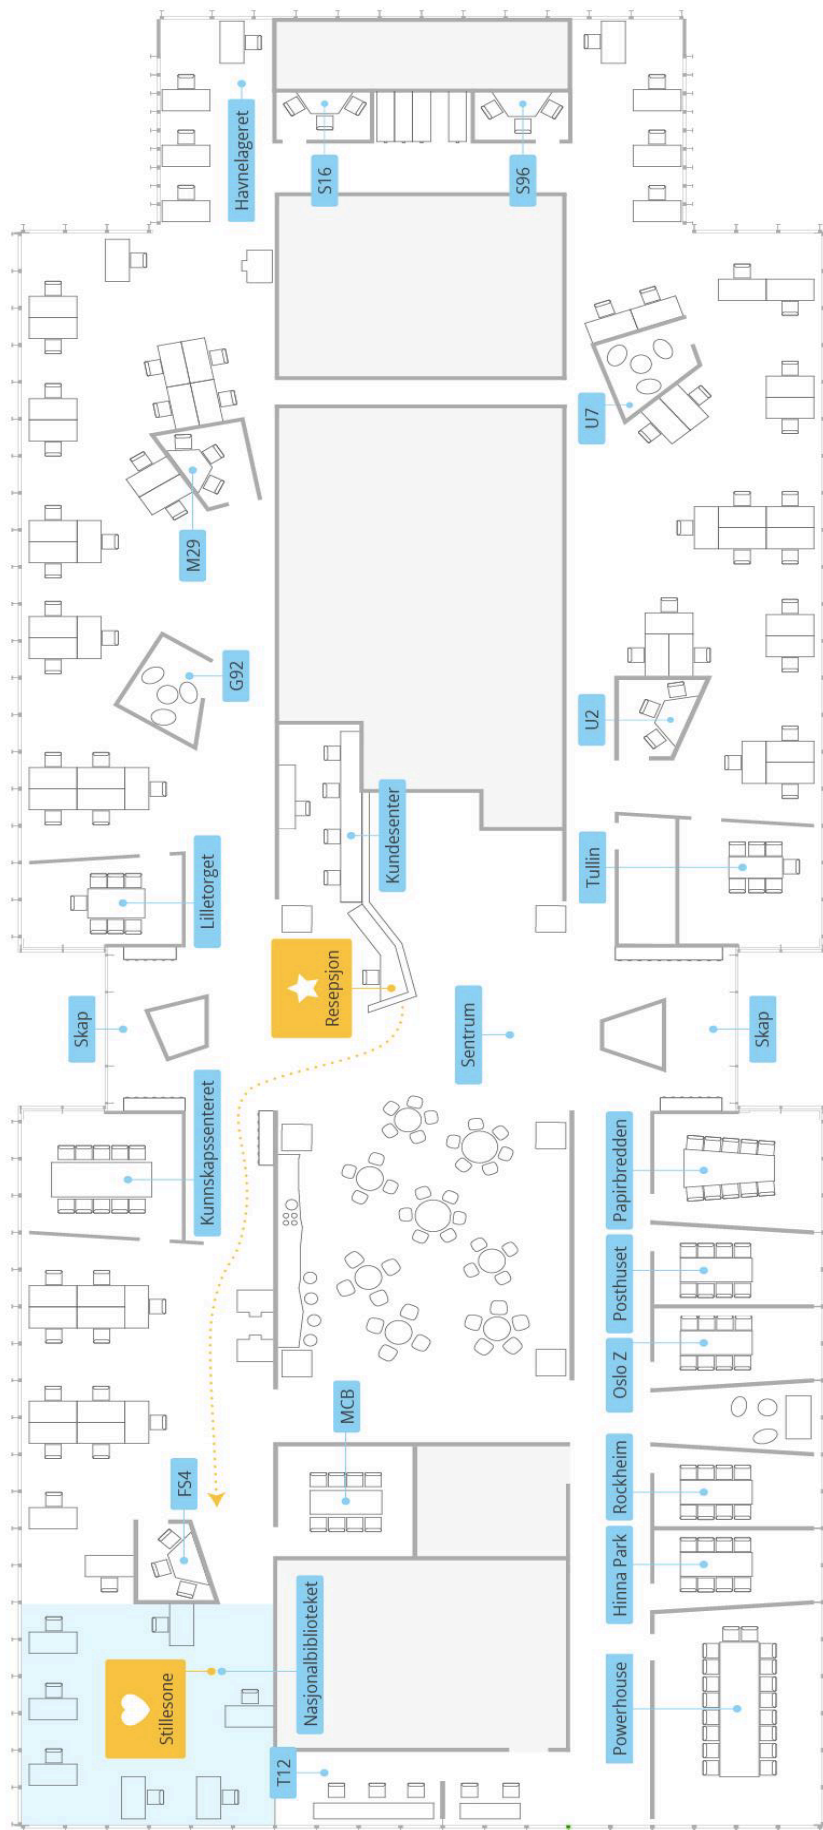 Havnelageret
S16
S96
M29
U7
G92
U2
Kundesenter
Lilletorget
Tullin
Resepsjon
Skap
Sentrum
Skap
Kunnskapssenteret
Papirbredden
Posthuset
Oslo Z
MCB
FS4
Rockheim
Hinna Park
Stillesone
Nasjonalbiblioteket
Powerhouse
T12